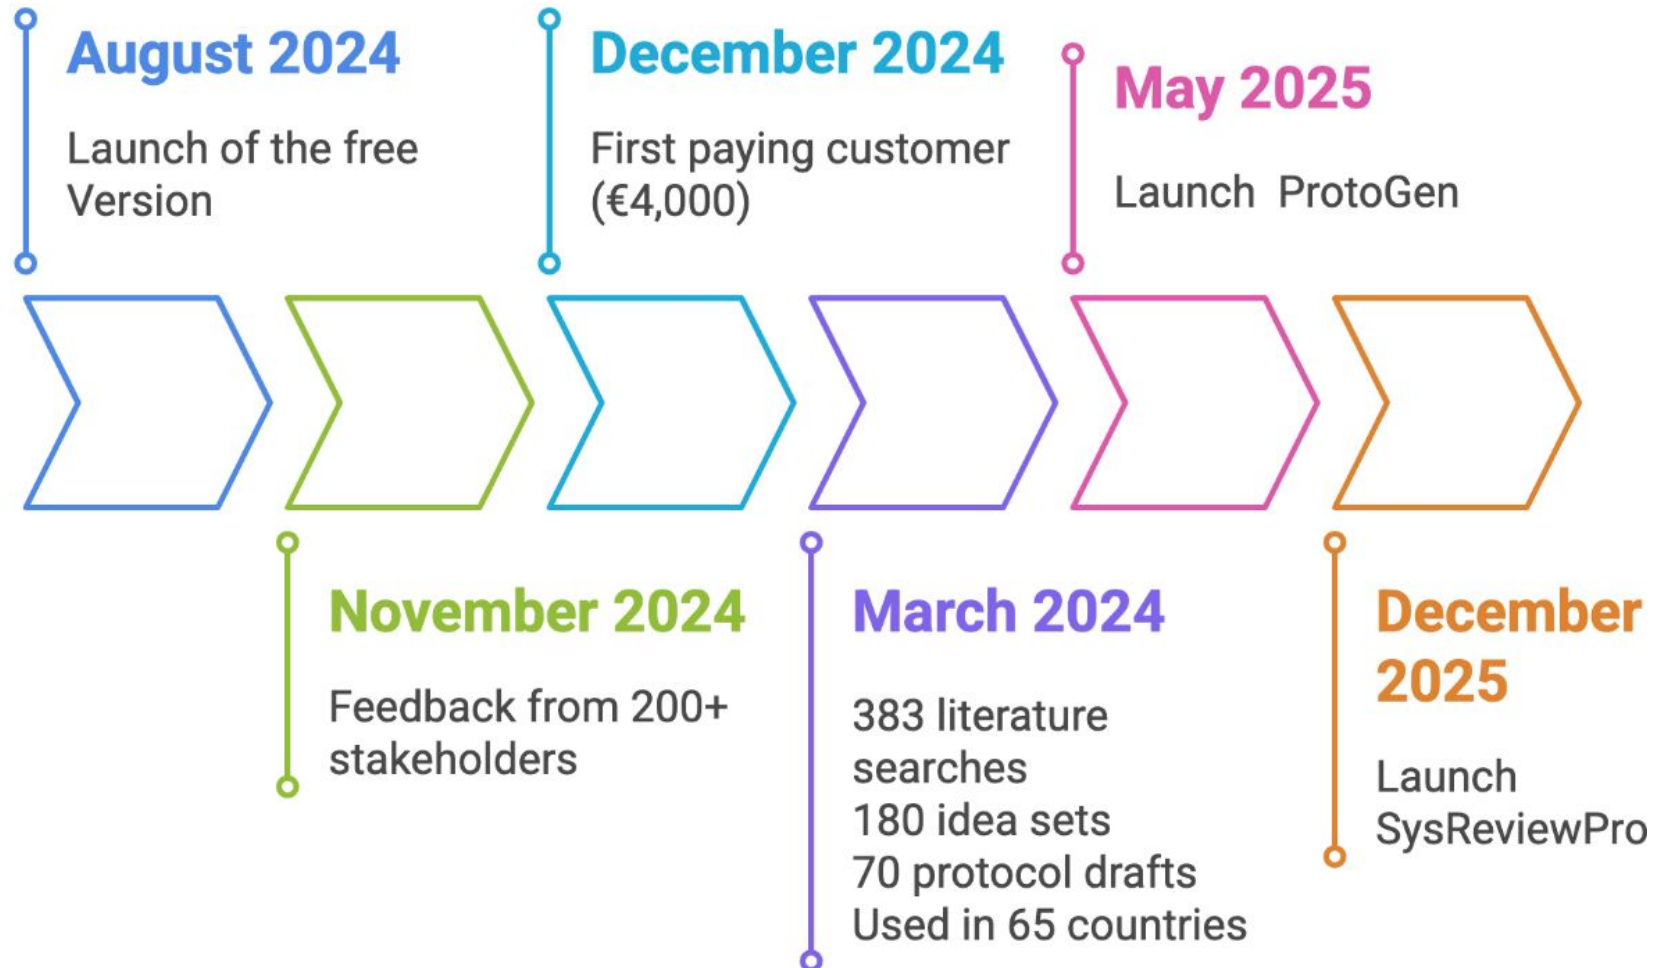 August 2024
Launch of the free
Version
November 2024
Feedback from 200+
stakeholders
December 2024
First paying customer
(€4,000)
March 2024
383 literature
searches
180 idea sets
70 protocol drafts
Used in 65 countries
May 2025
Launch  ProtoGen
December
2025
Launch
SysReviewPro